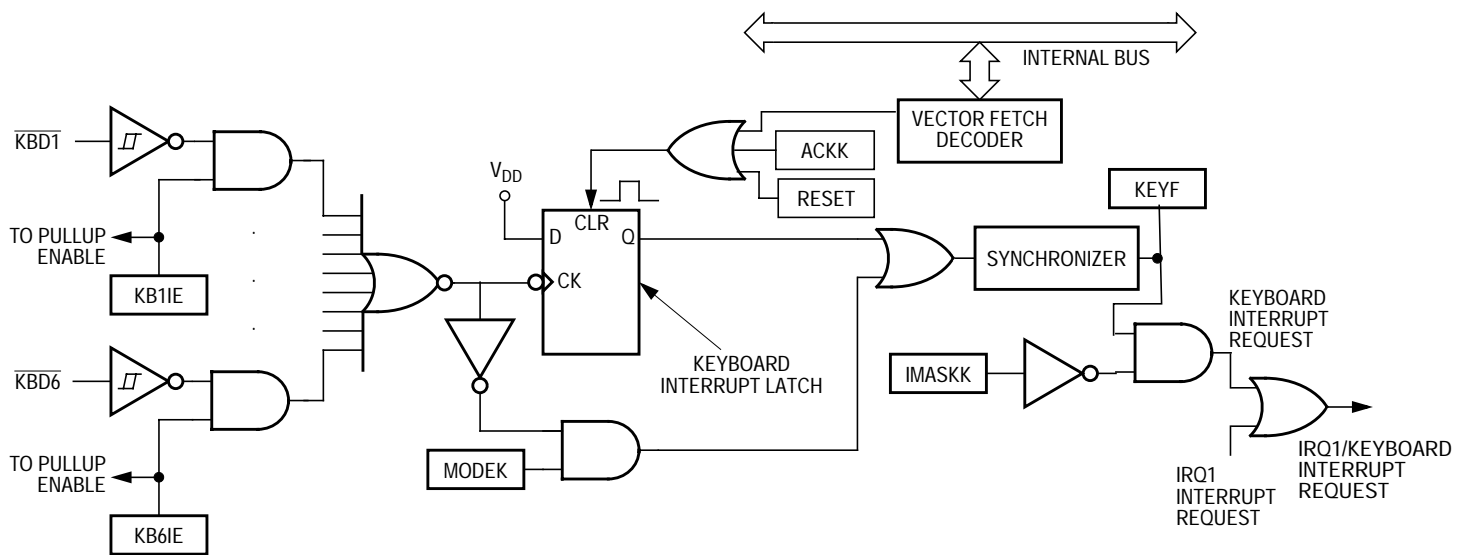 INTERNAL BUS
VECTOR FETCH
DECODER
KBD1
ACKK
VDD
RESET
KEYF
CLR
D
Q
TO PULLUP
ENABLE
SYNCHRONIZER
CK
KB1IE
KEYBOARD
INTERRUPT
REQUEST
KBD6
KEYBOARD
INTERRUPT LATCH
IMASKK
TO PULLUP
ENABLE
MODEK
IRQ1
INTERRUPT
REQUEST
IRQ1/KEYBOARD
INTERRUPT
REQUEST
KB6IE